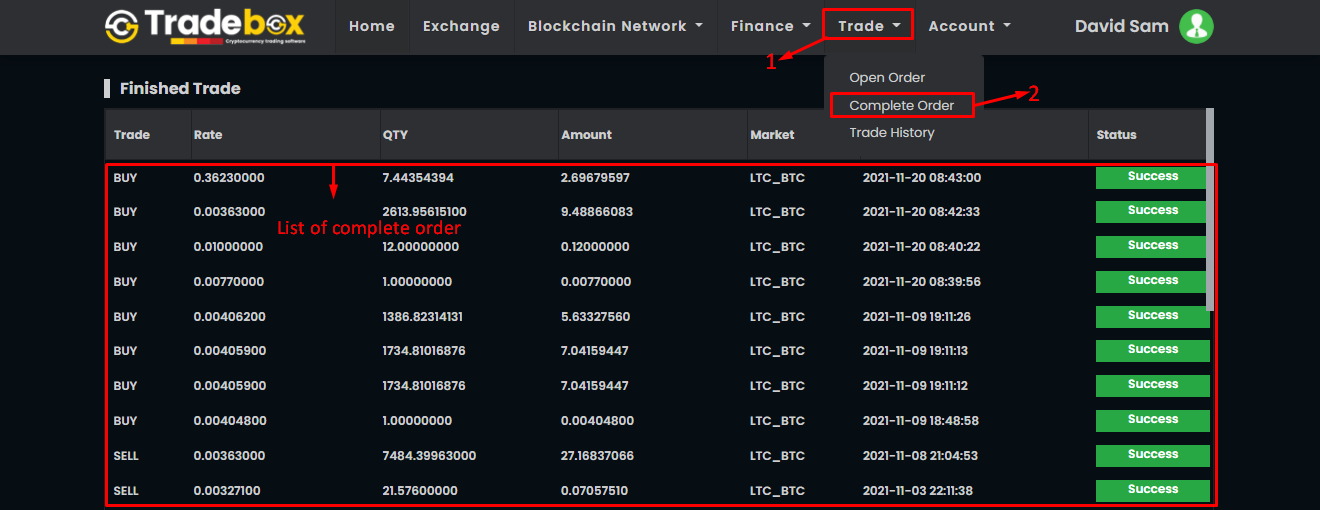 Tradebox
Cryptocurrency trading software
Home Exchange Blockchain Network Finance Trade Account David Sam
1
Open Order
Complete Order
2
Trade History
Finished Trade
Trade Rate QTY Amount Market Status
BUY 0.36230000 7.44354394 2.69679597 LTC_BTC 2021-11-20 08:43:00 Success
BUY 0.00363000 2613.95615100 9.48866083 LTC_BTC 2021-11-20 08:42:33 Success
List of complete order
BUY 0.01000000 12.00000000 0.12000000 LTC_BTC 2021-11-20 08:40:22 Success
BUY 0.00770000 1.00000000 0.00770000 LTC_BTC 2021-11-20 08:39:56 Success
BUY 0.00406200 1386.82314131 5.63327560 LTC_BTC 2021-11-09 19:11:26 Success
BUY 0.00405900 1734.81016876 7.04159447 LTC_BTC 2021-11-09 19:11:13 Success
BUY 0.00405900 1734.81016876 7.04159447 LTC_BTC 2021-11-09 19:11:12 Success
BUY 0.00404800 1.00000000 0.00404800 LTC_BTC 2021-11-09 18:48:58 Success
SELL 0.00363000 7484.39963000 27.16837066 LTC_BTC 2021-11-08 21:04:53 Success
SELL 0.00327100 21.57600000 0.07057510 LTC_BTC 2021-11-03 22:11:38 Success